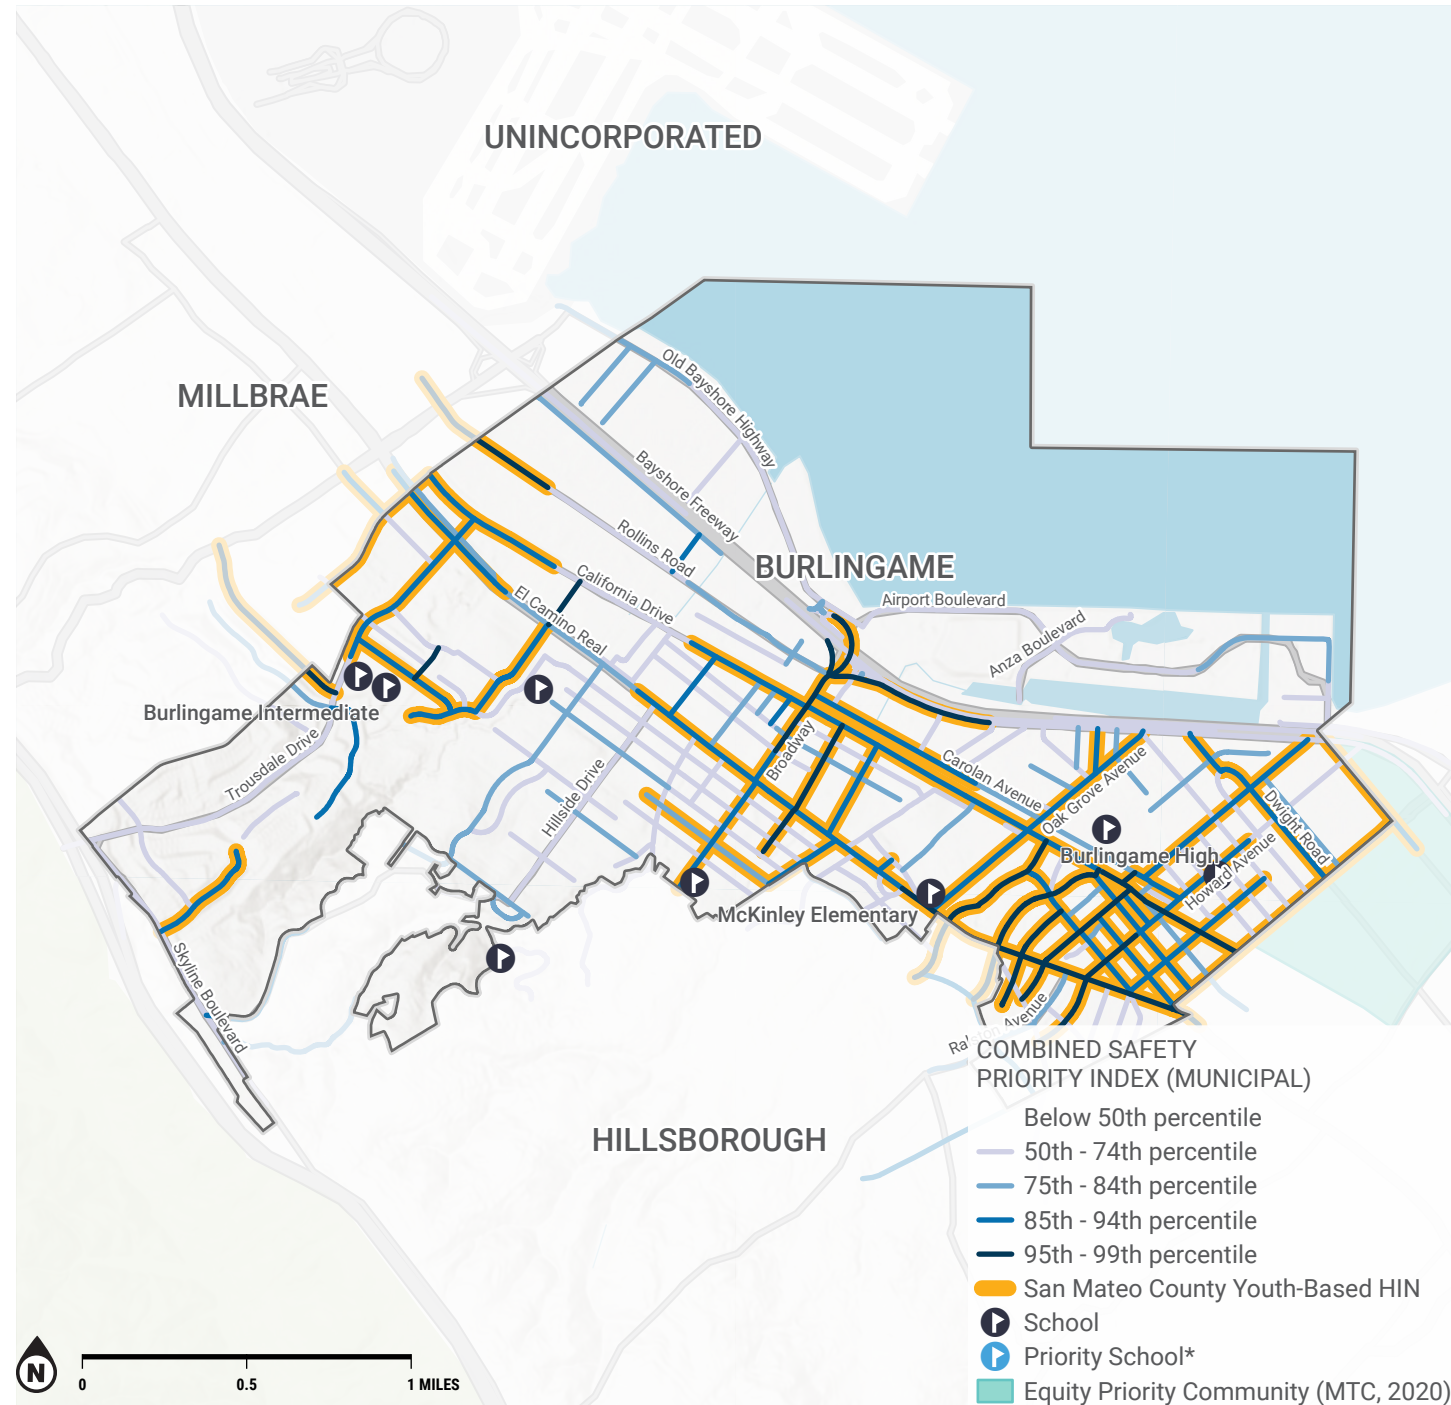 UNINCORPORATED
MILLBRAE
Old Bayshore Highway
Bayshore Freeway
Rollins Road
BURLINGAME
California Drive
El Camino Real
Airport Boulevard
Anza Boulevard
Burlingame Intermediate
Trousdale Drive
Hillside Drive
Broadway
Carolan Avenue
Oak Grove Avenue
Dwight Road
Burlingame High
Howard Avenue
McKinley Elementary
Skyline Boulevard
Ralston Avenue
HILLSBOROUGH
COMBINED SAFETY
PRIORITY INDEX (MUNICIPAL)
Below 50th percentile
50th - 74th percentile
75th - 84th percentile
85th - 94th percentile
95th - 99th percentile
San Mateo County Youth-Based HIN
School
Priority School*
Equity Priority Community (MTC, 2020)
N
0 0.5 1 MILES